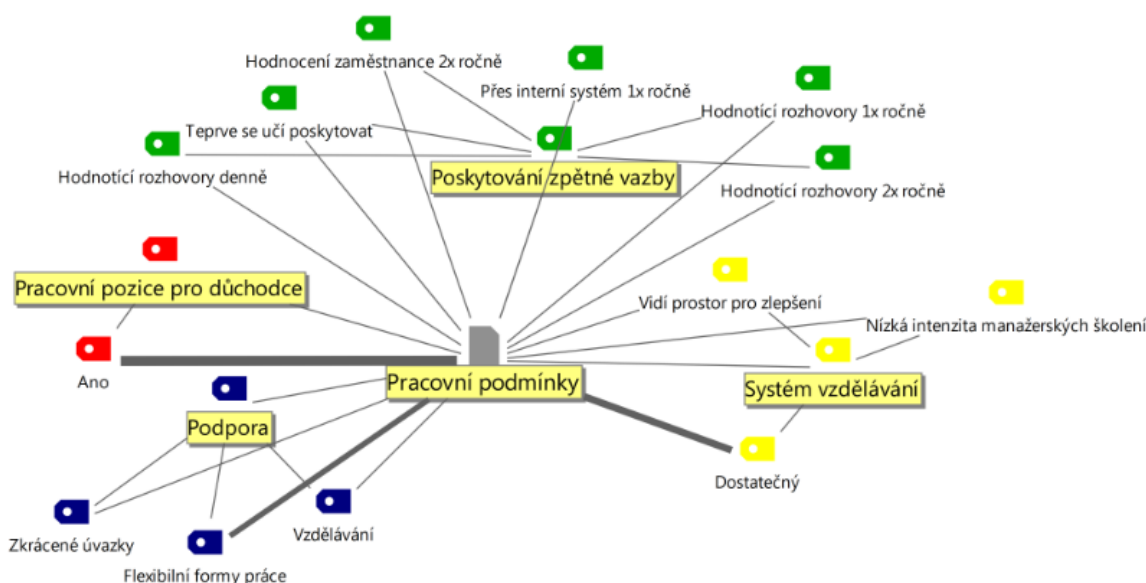 Hodnocení zaměstnance 2x ročně
Přes interní systém 1x ročně
Hodnotící rozhovory 1x ročně
Teprve se učí poskytovat
Hodnotící rozhovory denně
Poskytování zpětné vazby
Hodnotící rozhovory 2x ročně
Pracovní pozice pro důchodce
Vidí prostor pro zlepšení
Nízká intenzita manažerských školení
Ano
Pracovní podmínky
Systém vzdělávání
Podpora
Dostatečný
Vzdělávání
Zkrácené úvazky
Flexibilní formy práce